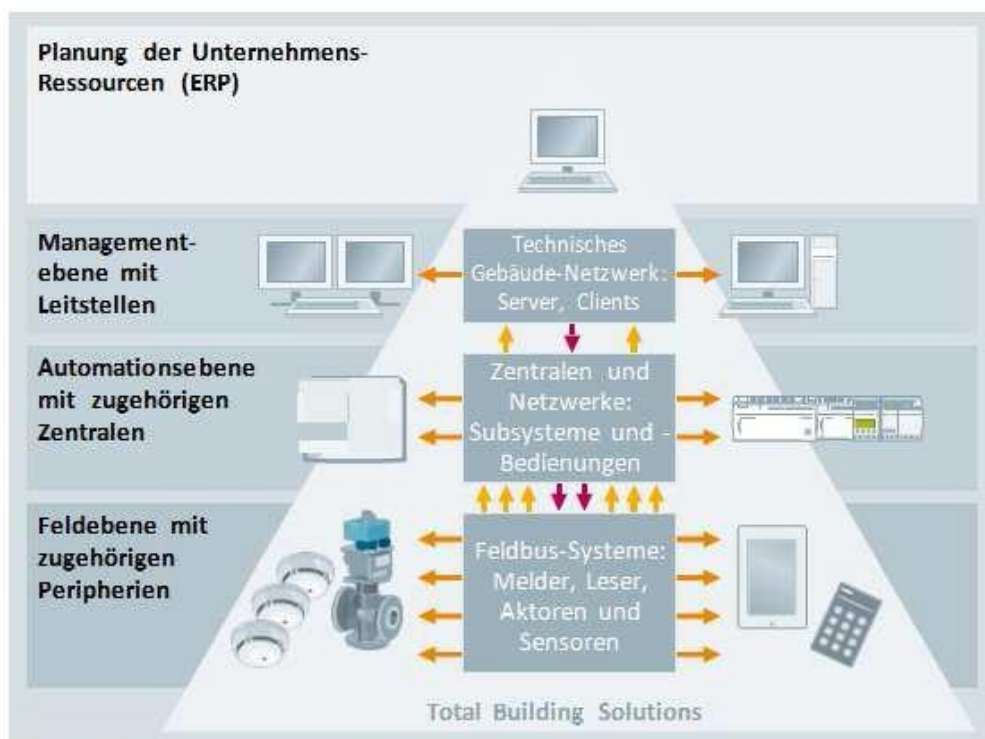 Planung der Unternehmens-
Ressourcen (ERP)
Management-
ebene mit
Leitstellen
Technisches
Gebäude-Netzwerk:
Server, Clients
Automationsebene
mit zugehörigen
Zentralen
Zentralen und
Netzwerke:
Subsysteme und -
Bedienungen
Feldebene mit
zugehörigen
Peripherien
Feldbus-Systeme:
Melder, Leser,
Aktoren und
Sensoren
Total Building Solutions